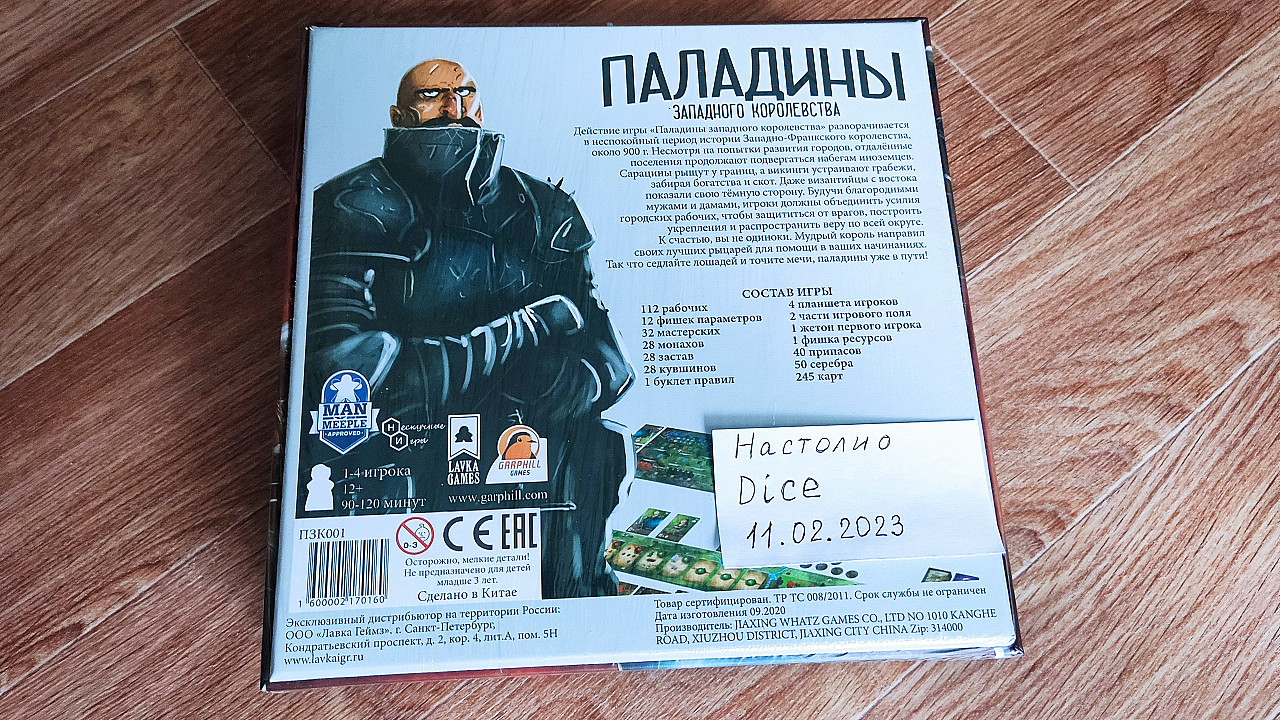 ПАЛАДИНЫ
ЗАПАДНОГО КОРОЛЕВСТВА
Действие игры «Паладины западного королевства» разворачивается
в неспокойный период истории Западно-Франкского королевства,
около 900 г. Несмотря на попытки развития городов, отдалённые
поселения продолжают подвергаться набегам иноземцев.
Сарацины рыщут у границ, а викинги устраивают грабежи,
забирая богатства и скот. Даже византийцы с востока
показали свою тёмную сторону. Будучи благородными
мужами и дамами, игроки должны объединить усилия
городских рабочих, чтобы защититься от врагов, построить
укрепления и распространить веру по всей округе.
К счастью, вы не одиноки. Мудрый король направил
своих лучших рыцарей для помощи в ваших начинаниях.
Так что седлайте лошадей и точите мечи, паладины уже в пути!
СОСТАВ ИГРЫ
112 рабочих
12 фишек параметров
32 мастерских
28 монахов
28 застав
28 кувшинов
1 буклет правил
4 планшета игроков
2 части игрового поля
1 жетон первого игрока
1 фишка ресурсов
40 припасов
50 серебра
245 карт
MAN
VS
MEEPLE
APPROVED
Нескучные
Игры
LAVKA
GAMES
GARPHILL
GAMES
1-4 игрока
12+
90-120 минут
www.garphill.com
Настолио
Dice
11.02.2023
ПЗК001
0-3
CE EAC
Осторожно, мелкие детали!
Не предназначено для детей
младше 3 лет.
Сделано в Китае
1 600002 170160
Эксклюзивный дистрибьютор на территории России:
ООО «Лавка Геймз». г. Санкт-Петербург,
Кондратьевский проспект, д. 2, кор. 4, лит.А, пом. 5Н
www.lavkaigr.ru
Товар сертифицирован. ТР ТС 008/2011. Срок службы не ограничен
Дата изготовления 09.2020
Производитель: JIAXING WHATZ GAMES CO., LTD NO 1010 KANGHE
ROAD, XIUZHOU DISTRICT, JIAXING CITY CHINA Zip: 314000